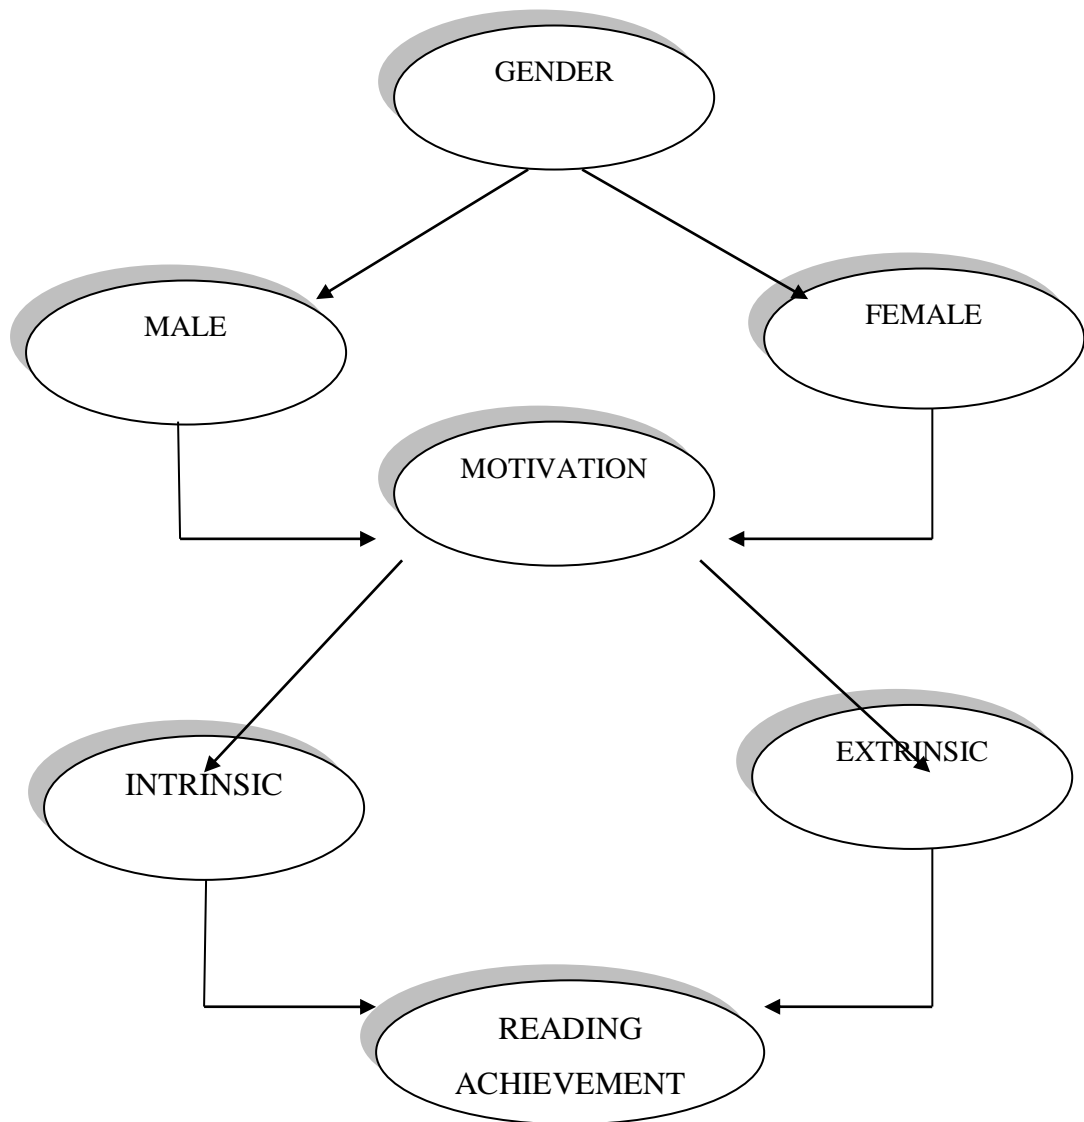 GENDER
MALE
FEMALE
MOTIVATION
INTRINSIC
EXTRINSIC
READING
ACHIEVEMENT